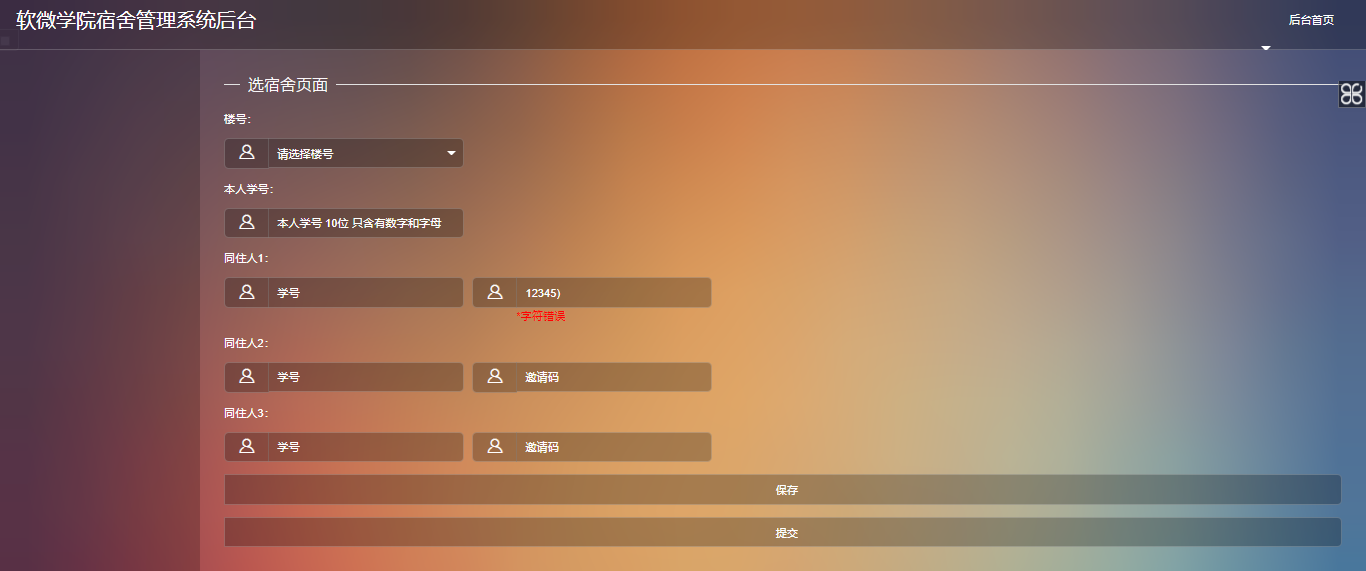 软微学院宿舍管理系统后台
后台首页
选宿舍页面
楼号:
请选择楼号
本人学号:
本人学号 10位 只含有数字和字母
同住人1:
学号
12345)
*字符错误
同住人2:
学号
邀请码
同住人3:
学号
邀请码
保存
提交